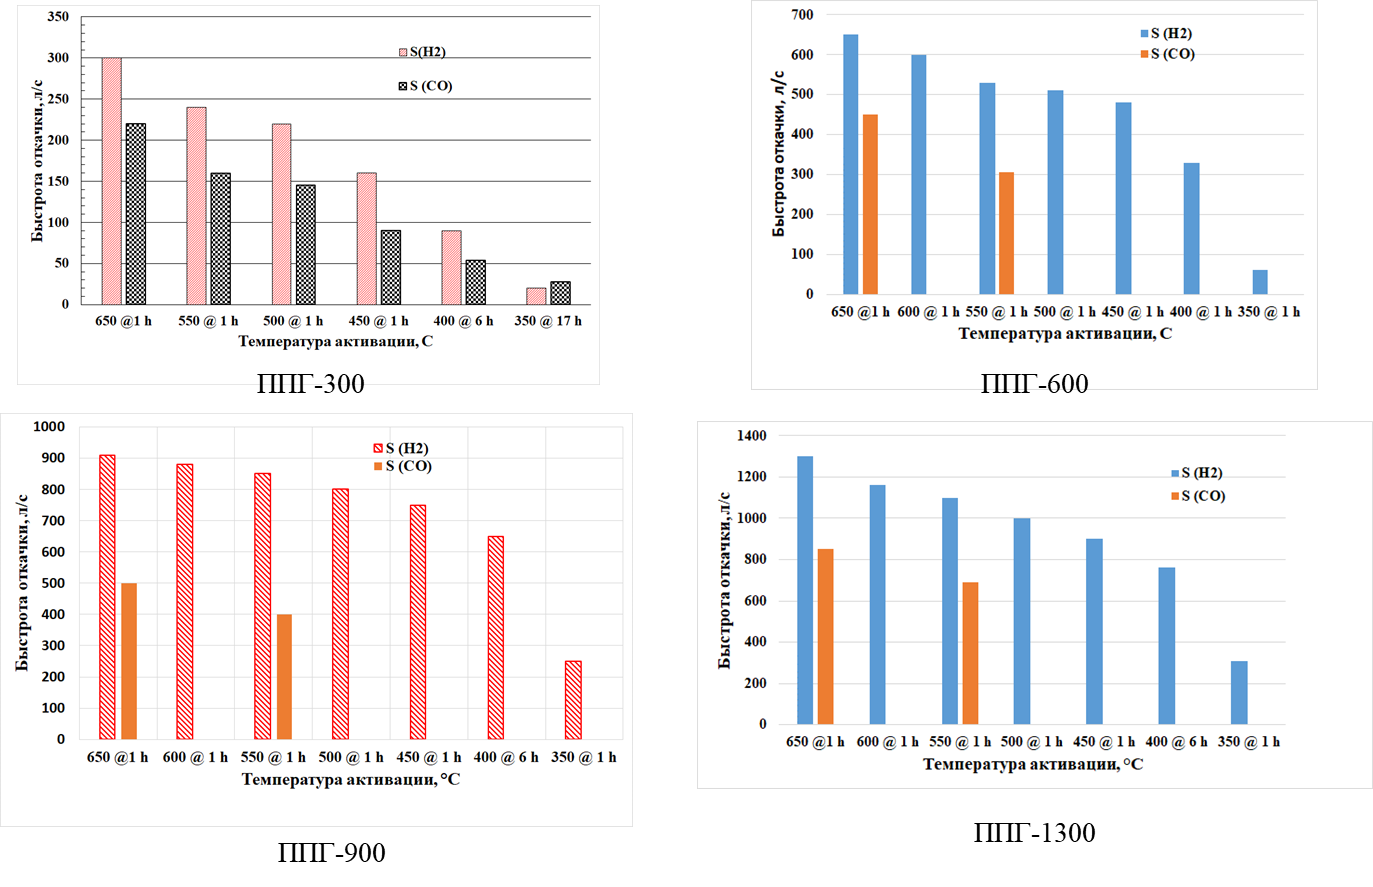 350
300
250
200
150
100
50
0
Быстрота откачки, л/с
S(H2)
S (CO)
650 @1 h 550 @ 1 h 500 @ 1 h 450 @ 1 h 400 @ 6 h 350 @ 17 h
Температура активации, С
ППГ-300
700
600
500
400
300
200
100
0
Быстрота откачки, л/с
S (H2)
S (CO)
650 @1 h 600 @ 1 h 550 @ 1 h 500 @ 1 h 450 @ 1 h 400 @ 1 h 350 @ 1 h
Температура активации, С
ППГ-600
1000
900
800
700
600
500
400
300
200
100
0
Быстрота откачки, л/с
S (H2)
S (CO)
650 @1 h 600 @ 1 h 550 @ 1 h 500 @ 1 h 450 @ 1 h 400 @ 6 h 350 @ 1 h
Температура активации, °С
ППГ-900
1400
1200
1000
800
600
400
200
0
Быстрота откачки, л/с
S (H2)
S (CO)
650 @1 h 600 @ 1 h 550 @ 1 h 500 @ 1 h 450 @ 1 h 400 @ 6 h 350 @ 1 h
Температура активации, °С
ППГ-1300